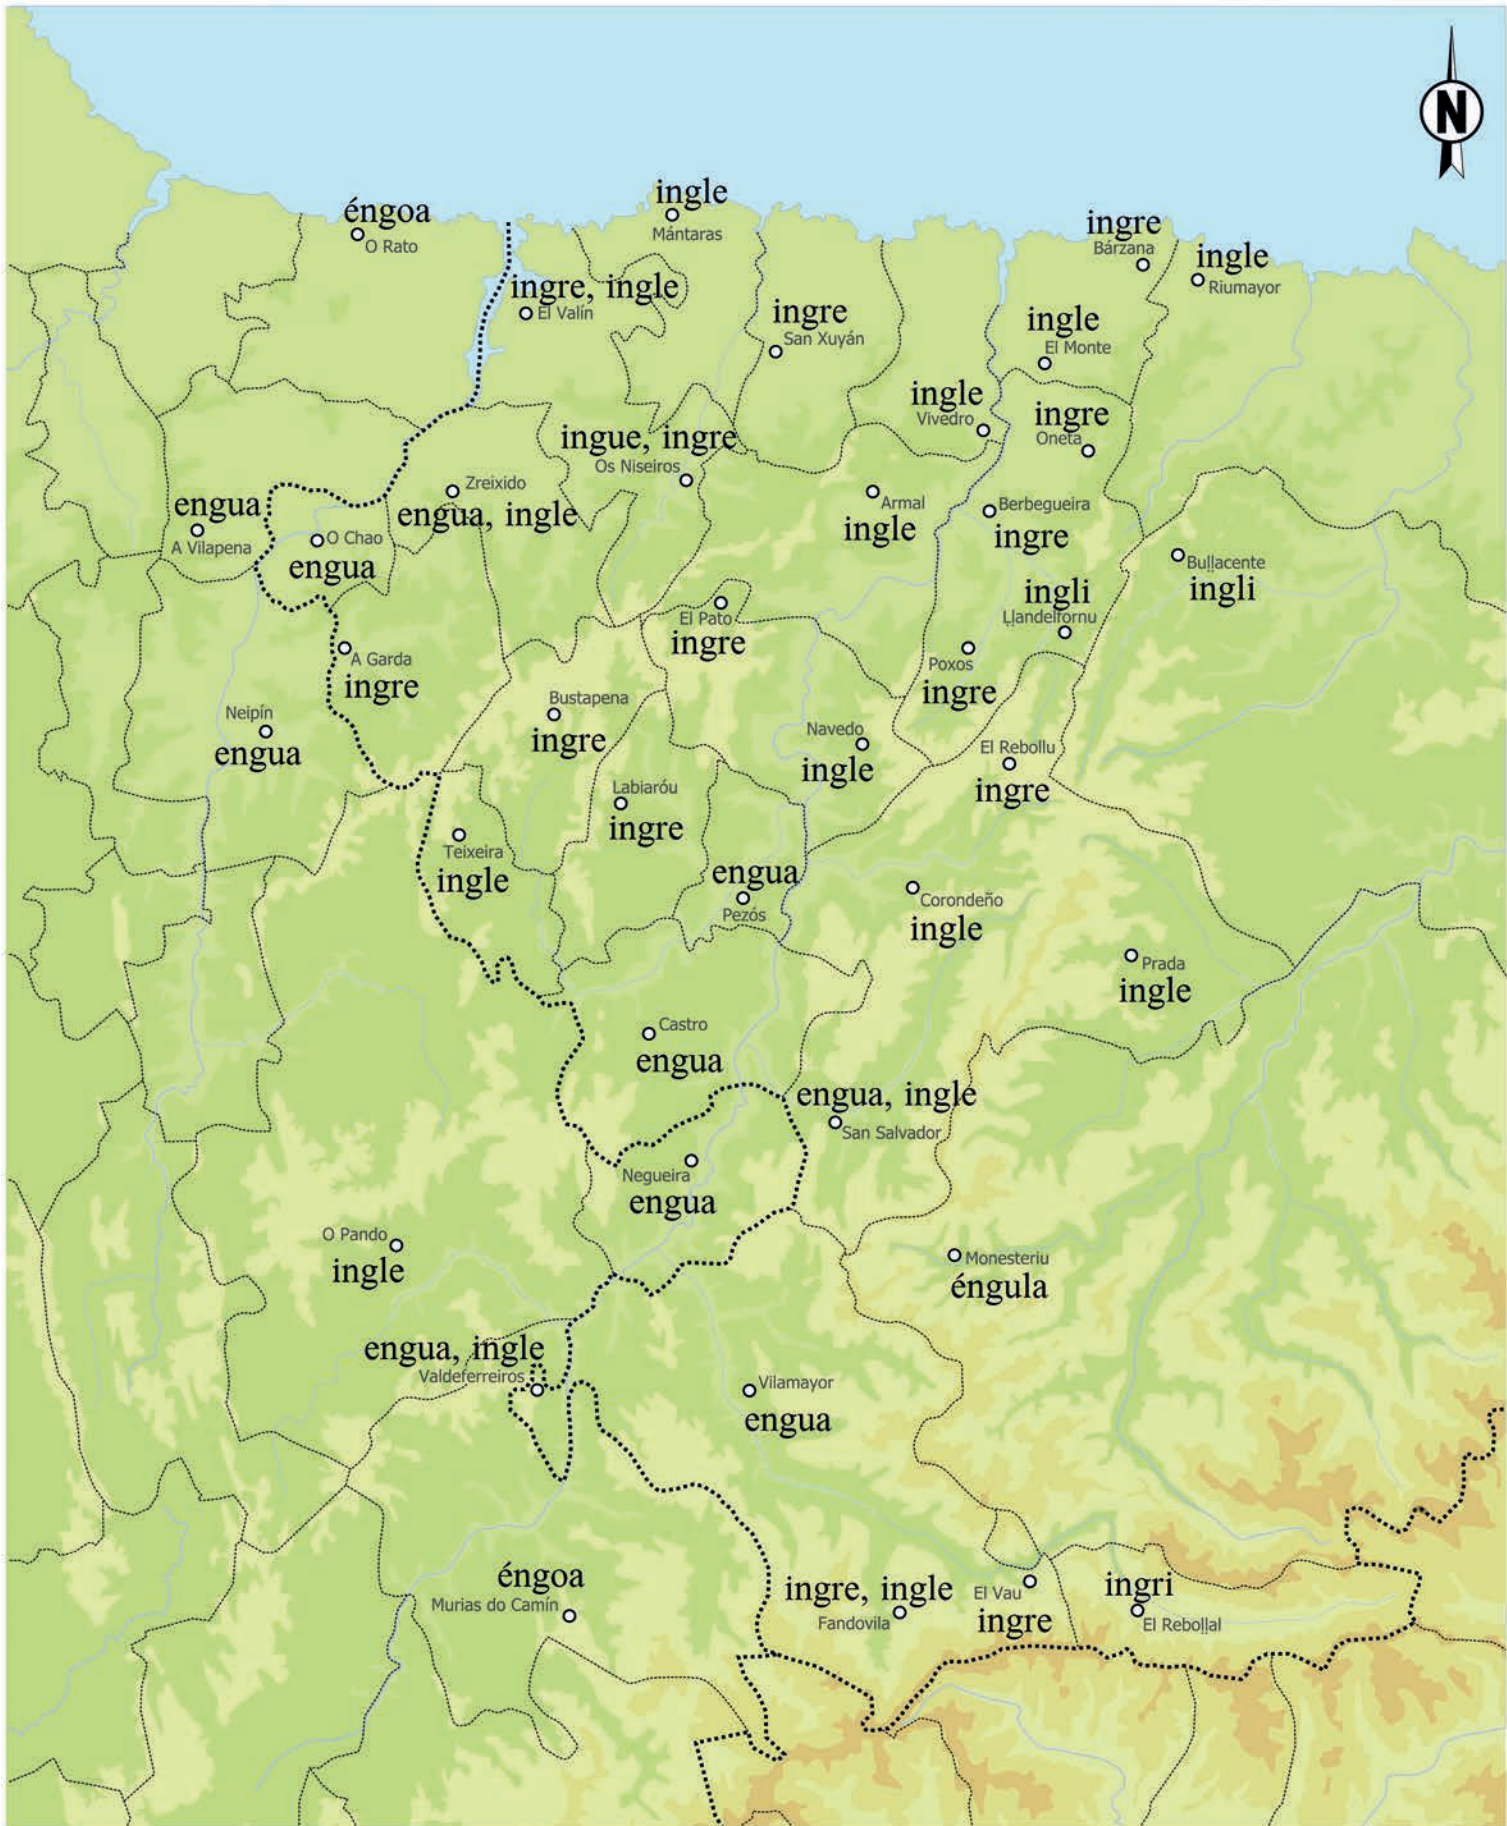 N
ingle
Mántaras
éngoa
O Rato
ingre
Bárzana
ingle
Riumayor
ingre, ingle
El Valín
ingre
San Xuyán
ingle
El Monte
ingle
Vivedro
ingre
Oneta
ingue, ingre
Os Niseiros
Zreixido
engua, ingle
engua
A Vilapena
O Chao
engua
Armal
ingle
Berbegueira
ingre
Buḷḷacente
ingli
ingli
Ḷḷandelfornu
El Pato
ingre
A Garda
ingre
Poxos
ingre
Neipín
engua
Bustapena
ingre
Navedo
ingle
El Rebollu
ingre
Labiaróu
ingre
Teixeira
ingle
engua
Pezós
Corondeño
ingle
Prada
ingle
Castro
engua
engua, ingle
San Salvador
Negueira
engua
O Pando
ingle
Monesteriu
éngula
engua, ingle
Valdeferreiros
Vilamayor
engua
éngoa
Murias do Camín
ingre, ingle
Fandovila
El Vau
ingre
ingri
El Reboḷḷal